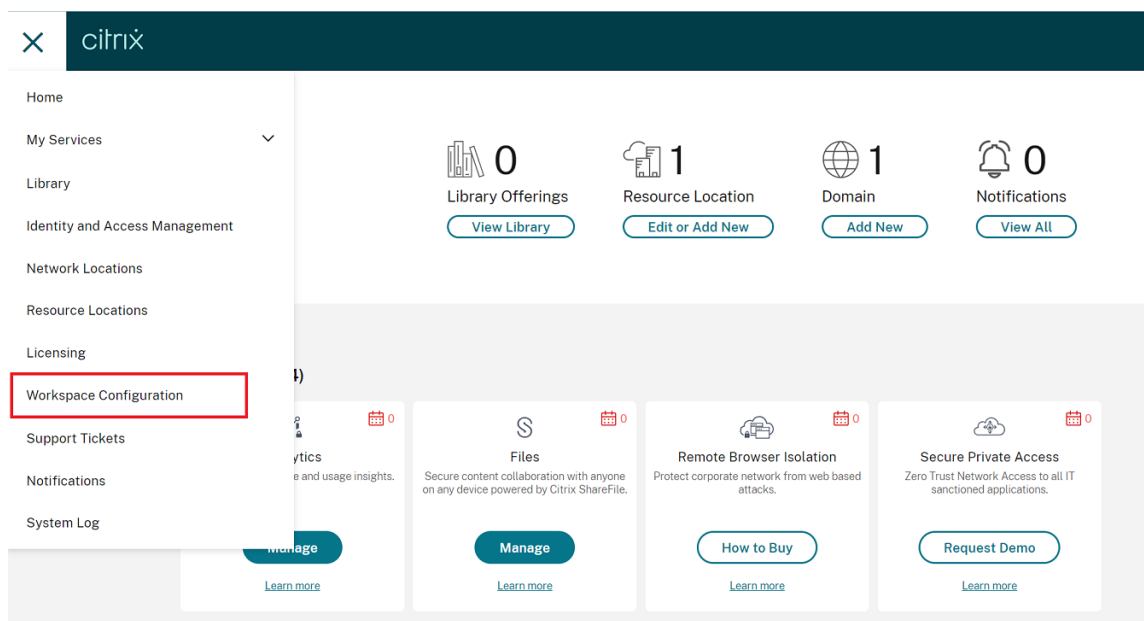 citrix
Home
My Services
Library
Identity and Access Management
Network Locations
Resource Locations
Licensing
Workspace Configuration
Support Tickets
Notifications
System Log
0
Library Offerings
View Library
1
Resource Location
Edit or Add New
1
Domain
Add New
0
Notifications
View All
4)
0
ytics
e and usage insights.
Manage
Learn more
0
Files
Secure content collaboration with anyone
on any device powered by Citrix ShareFile.
Manage
Learn more
0
Remote Browser Isolation
Protect corporate network from web based
attacks.
How to Buy
Learn more
0
Secure Private Access
Zero Trust Network Access to all IT
sanctioned applications.
Request Demo
Learn more